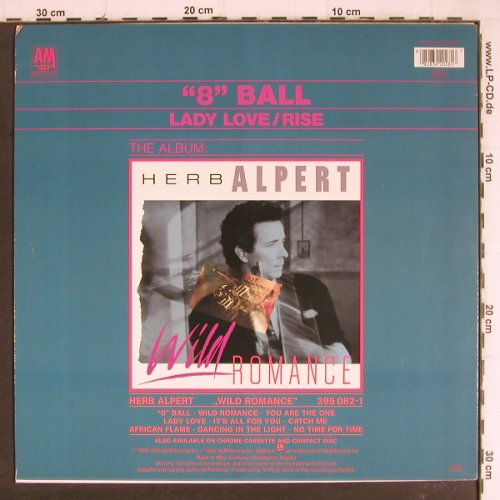 30 cm
20 cm
10 cm
A&M
RECORDS
"8" BALL
LADY LOVE/RISE
THE ALBUM:
HERB ALPERT
Wild
ROMANCE
HERB ALPERT „WILD ROMANCE" 395 082-1
"8" BALL · WILD ROMANCE · YOU ARE THE ONE
LADY LOVE · IT'S ALL FOR YOU · CATCH ME
AFRICAN FLAME · DANCING IN THE LIGHT · NO TIME FOR TIME
ALSO AVAILABLE ON CHROME CASSETTE AND COMPACT DISC
www.LP-CD.de
10 cm
20 cm
30 cm